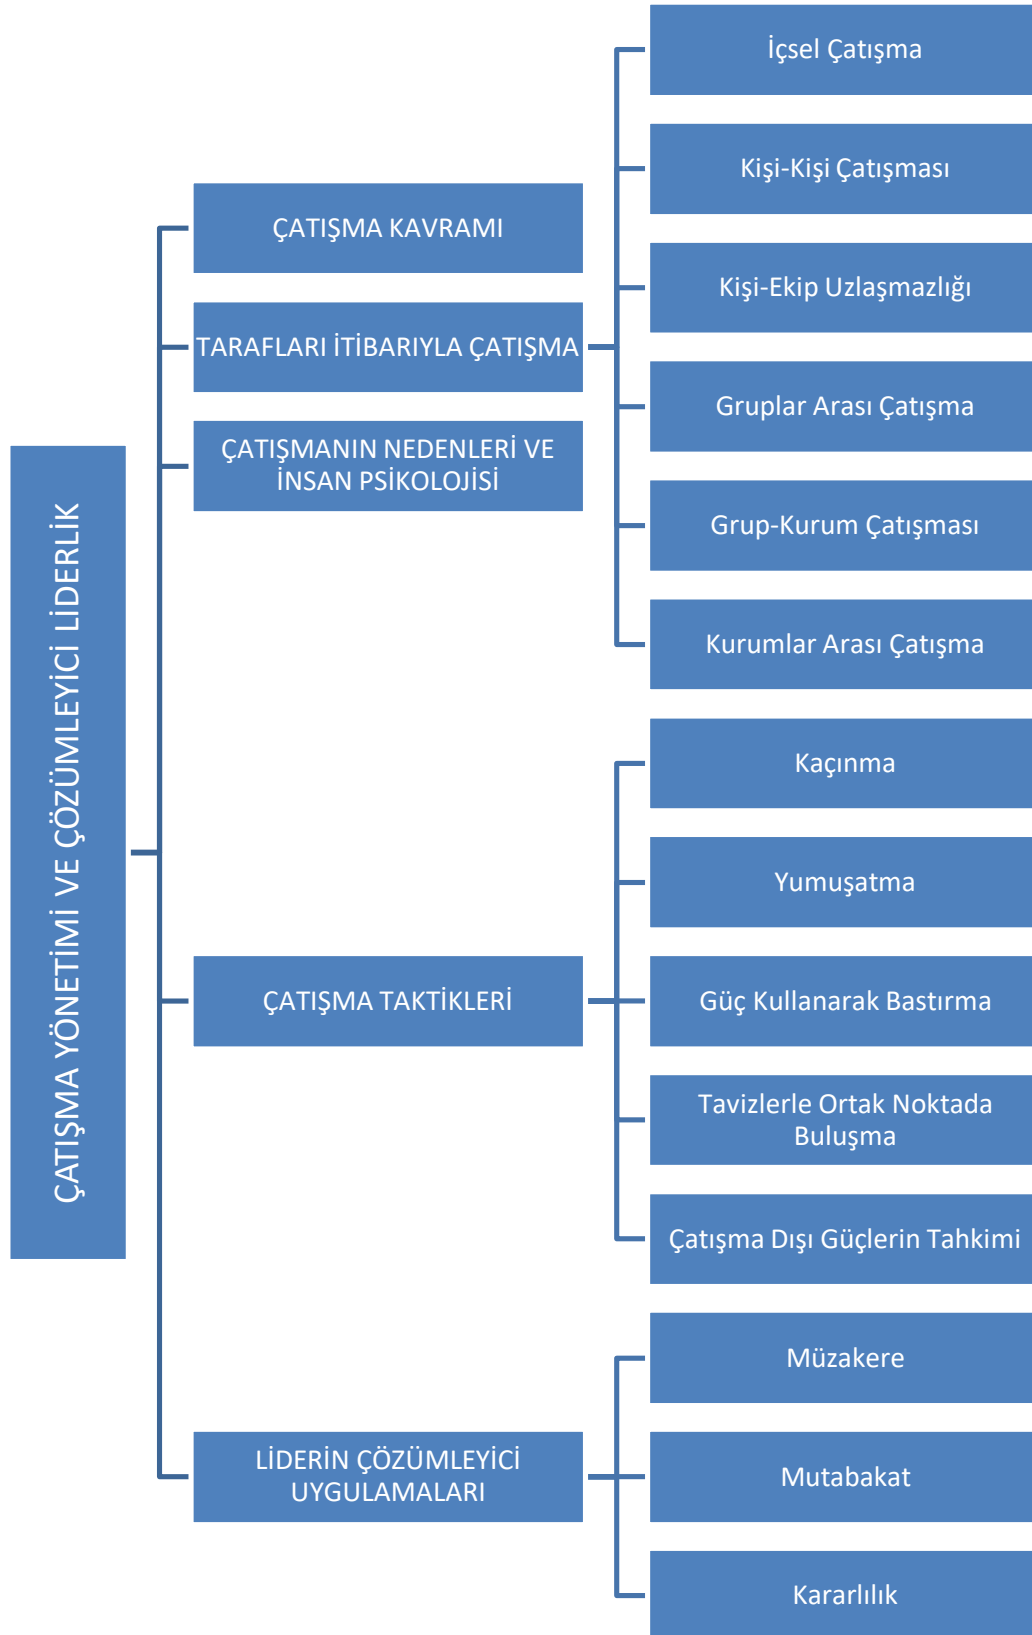 ÇATIŞMA YÖNETİMİ VE ÇÖZÜMLEYİCİ LİDERLİK
ÇATIŞMA KAVRAMI
TARAFLARI İTİBARIYLA ÇATIŞMA
İçsel Çatışma
Kişi-Kişi Çatışması
Kişi-Ekip Uzlaşmazlığı
Gruplar Arası Çatışma
Grup-Kurum Çatışması
Kurumlar Arası Çatışma
ÇATIŞMANIN NEDENLERİ VE
İNSAN PSİKOLOJİSİ
ÇATIŞMA TAKTİKLERİ
Kaçınma
Yumuşatma
Güç Kullanarak Bastırma
Tavizlerle Ortak Noktada
Buluşma
Çatışma Dışı Güçlerin Tahkimi
LİDERİN ÇÖZÜMLEYİCİ
UYGULAMALARI
Müzakere
Mutabakat
Kararlılık